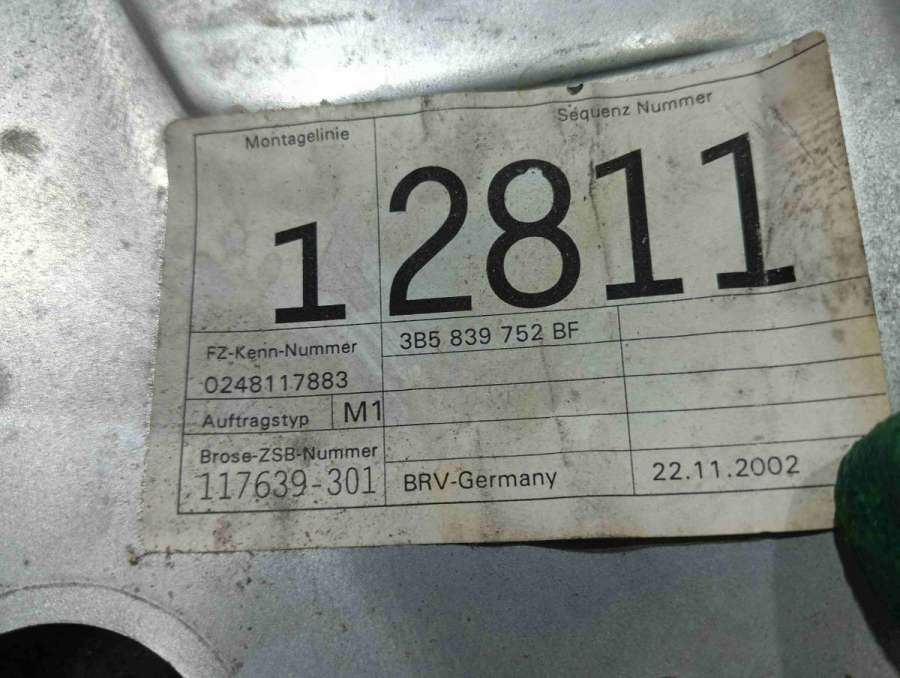 Montagelinie
Sequenz Nummer
1
2811
FZ-Kenn-Nummer
3B5 839 752 BF
0248117883
Auftragstyp
M1
Brose-ZSB-Nummer
117639-301
BRV-Germany
22.11.2002